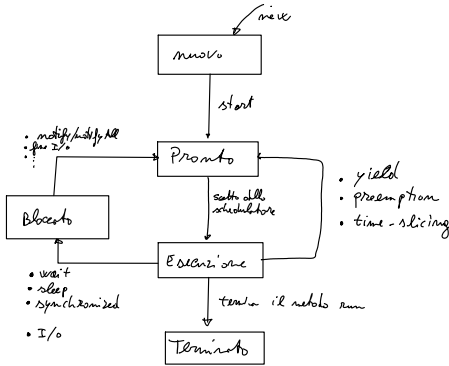 new
nuovo
start
• notify/notifyAll
• fine I/O
• :
Pronto
• yield
• preemption
• time-slicing
scelto dallo
schedulatore
Bloccato
Esecuzione
• wait
• sleep
• synchronized
• I/O
termina il metodo run
Terminato